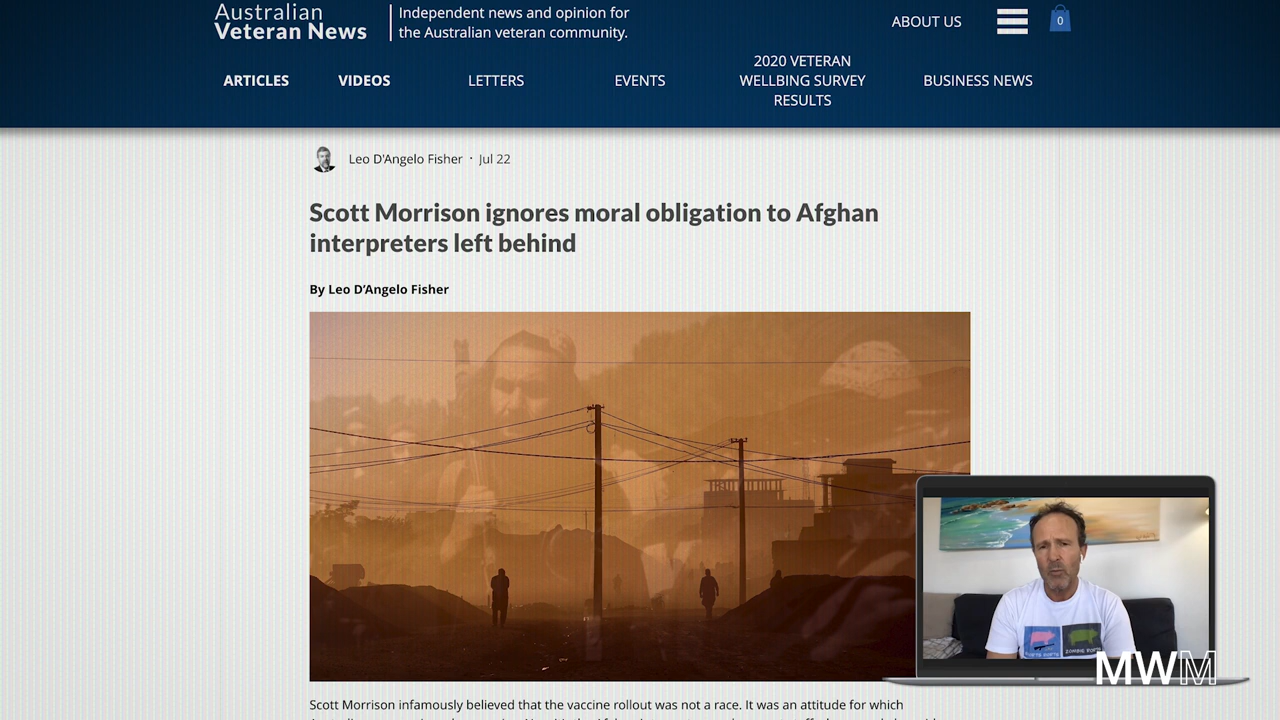 Australian
Veteran News
Independent news and opinion for
the Australian veteran community.
ABOUT US
0
ARTICLES
VIDEOS
LETTERS
EVENTS
2020 VETERAN
WELLBING SURVEY
RESULTS
BUSINESS NEWS
Leo D'Angelo Fisher · Jul 22
Scott Morrison ignores moral obligation to Afghan
interpreters left behind
By Leo D’Angelo Fisher
MWM
Scott Morrison infamously believed that the vaccine rollout was not a race. It was an attitude for which